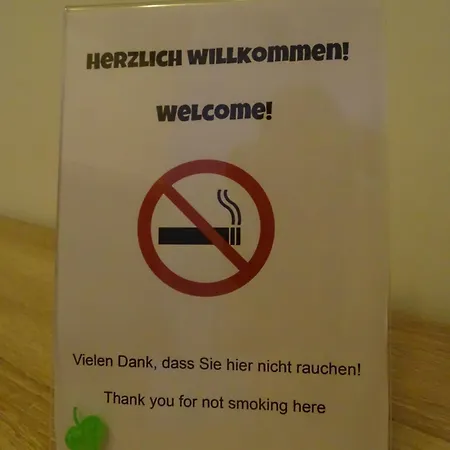 Herzlich Willkommen!
Welcome!
Vielen Dank, dass Sie hier nicht rauchen!
Thank you for not smoking here